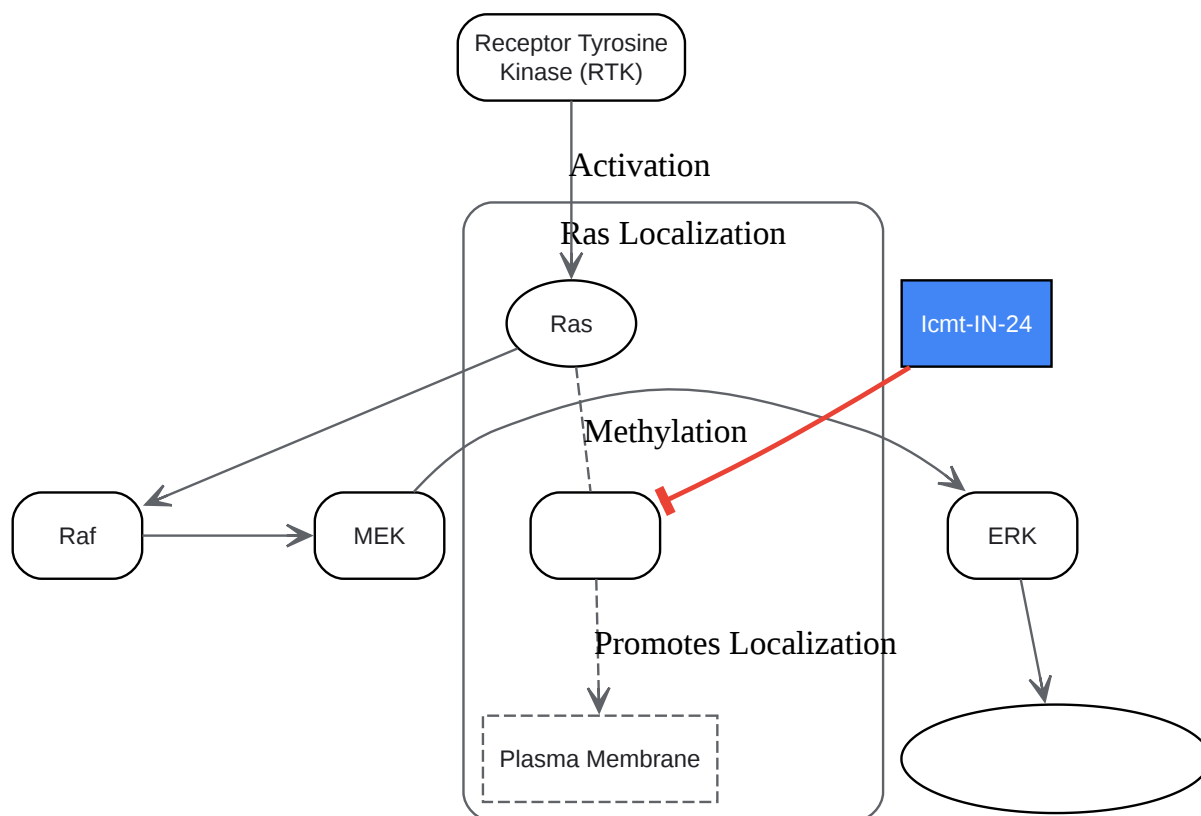 Receptor Tyrosine
Kinase (RTK)
Activation
Ras Localization
Ras
Icmt-IN-24
Methylation
Raf
MEK
ERK
Promotes Localization
Plasma Membrane